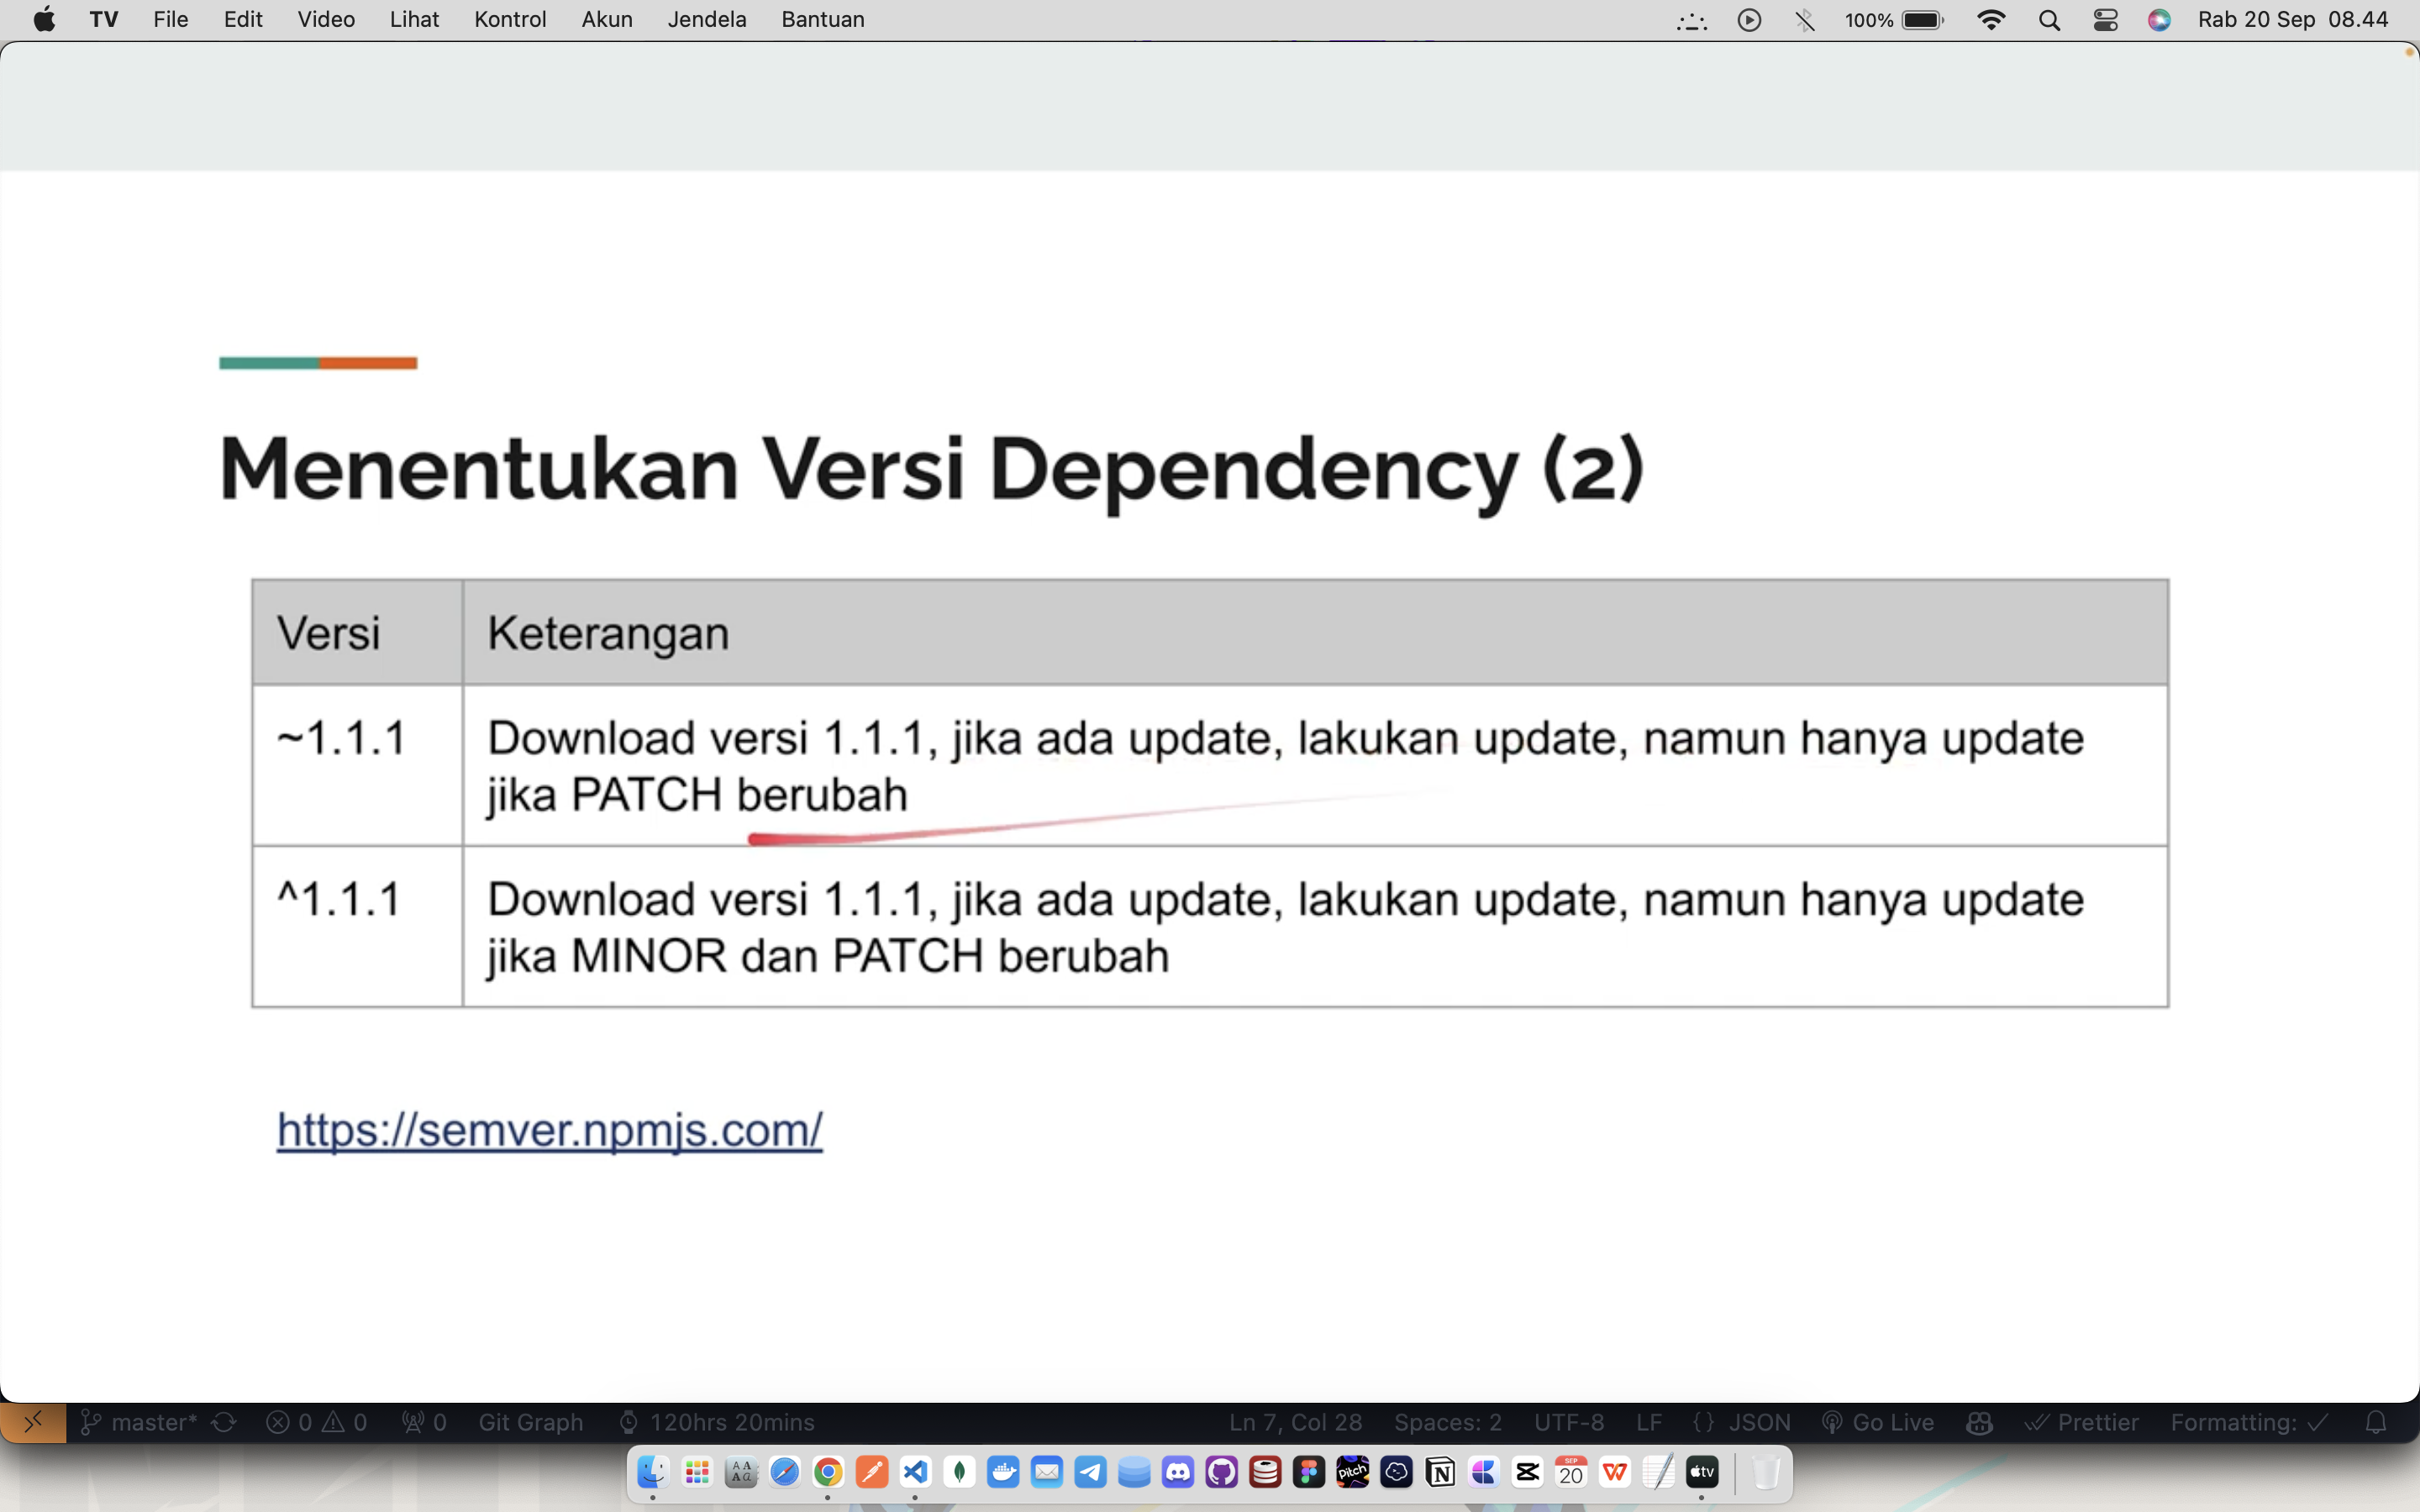 TV File Edit Video Lihat Kontrol Akun Jendela Bantuan 100% Rab 20 Sep 08.44
Menentukan Versi Dependency (2)
Versi Keterangan
~1.1.1 Download versi 1.1.1, jika ada update, lakukan update, namun hanya update
jika PATCH berubah
^1.1.1 Download versi 1.1.1, jika ada update, lakukan update, namun hanya update
jika MINOR dan PATCH berubah
https://semver.npmjs.com/
master* 0 0 0 Git Graph 120hrs 20mins Ln 7, Col 28 Spaces: 2 UTF-8 LF {} JSON Go Live Prettier Formatting:
A A A a Pitch N SEP 20 W tv